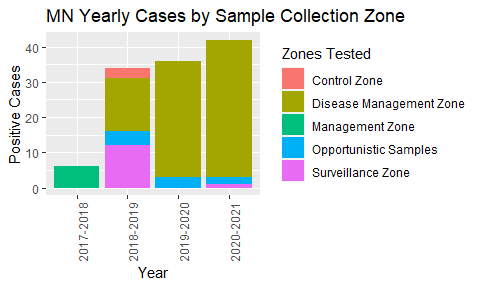 MN Yearly Cases by Sample Collection Zone
Positive Cases
40
30
20
10
0
2017-2018
2018-2019
2019-2020
2020-2021
Year
Zones Tested
Control Zone
Disease Management Zone
Management Zone
Opportunistic Samples
Surveillance Zone